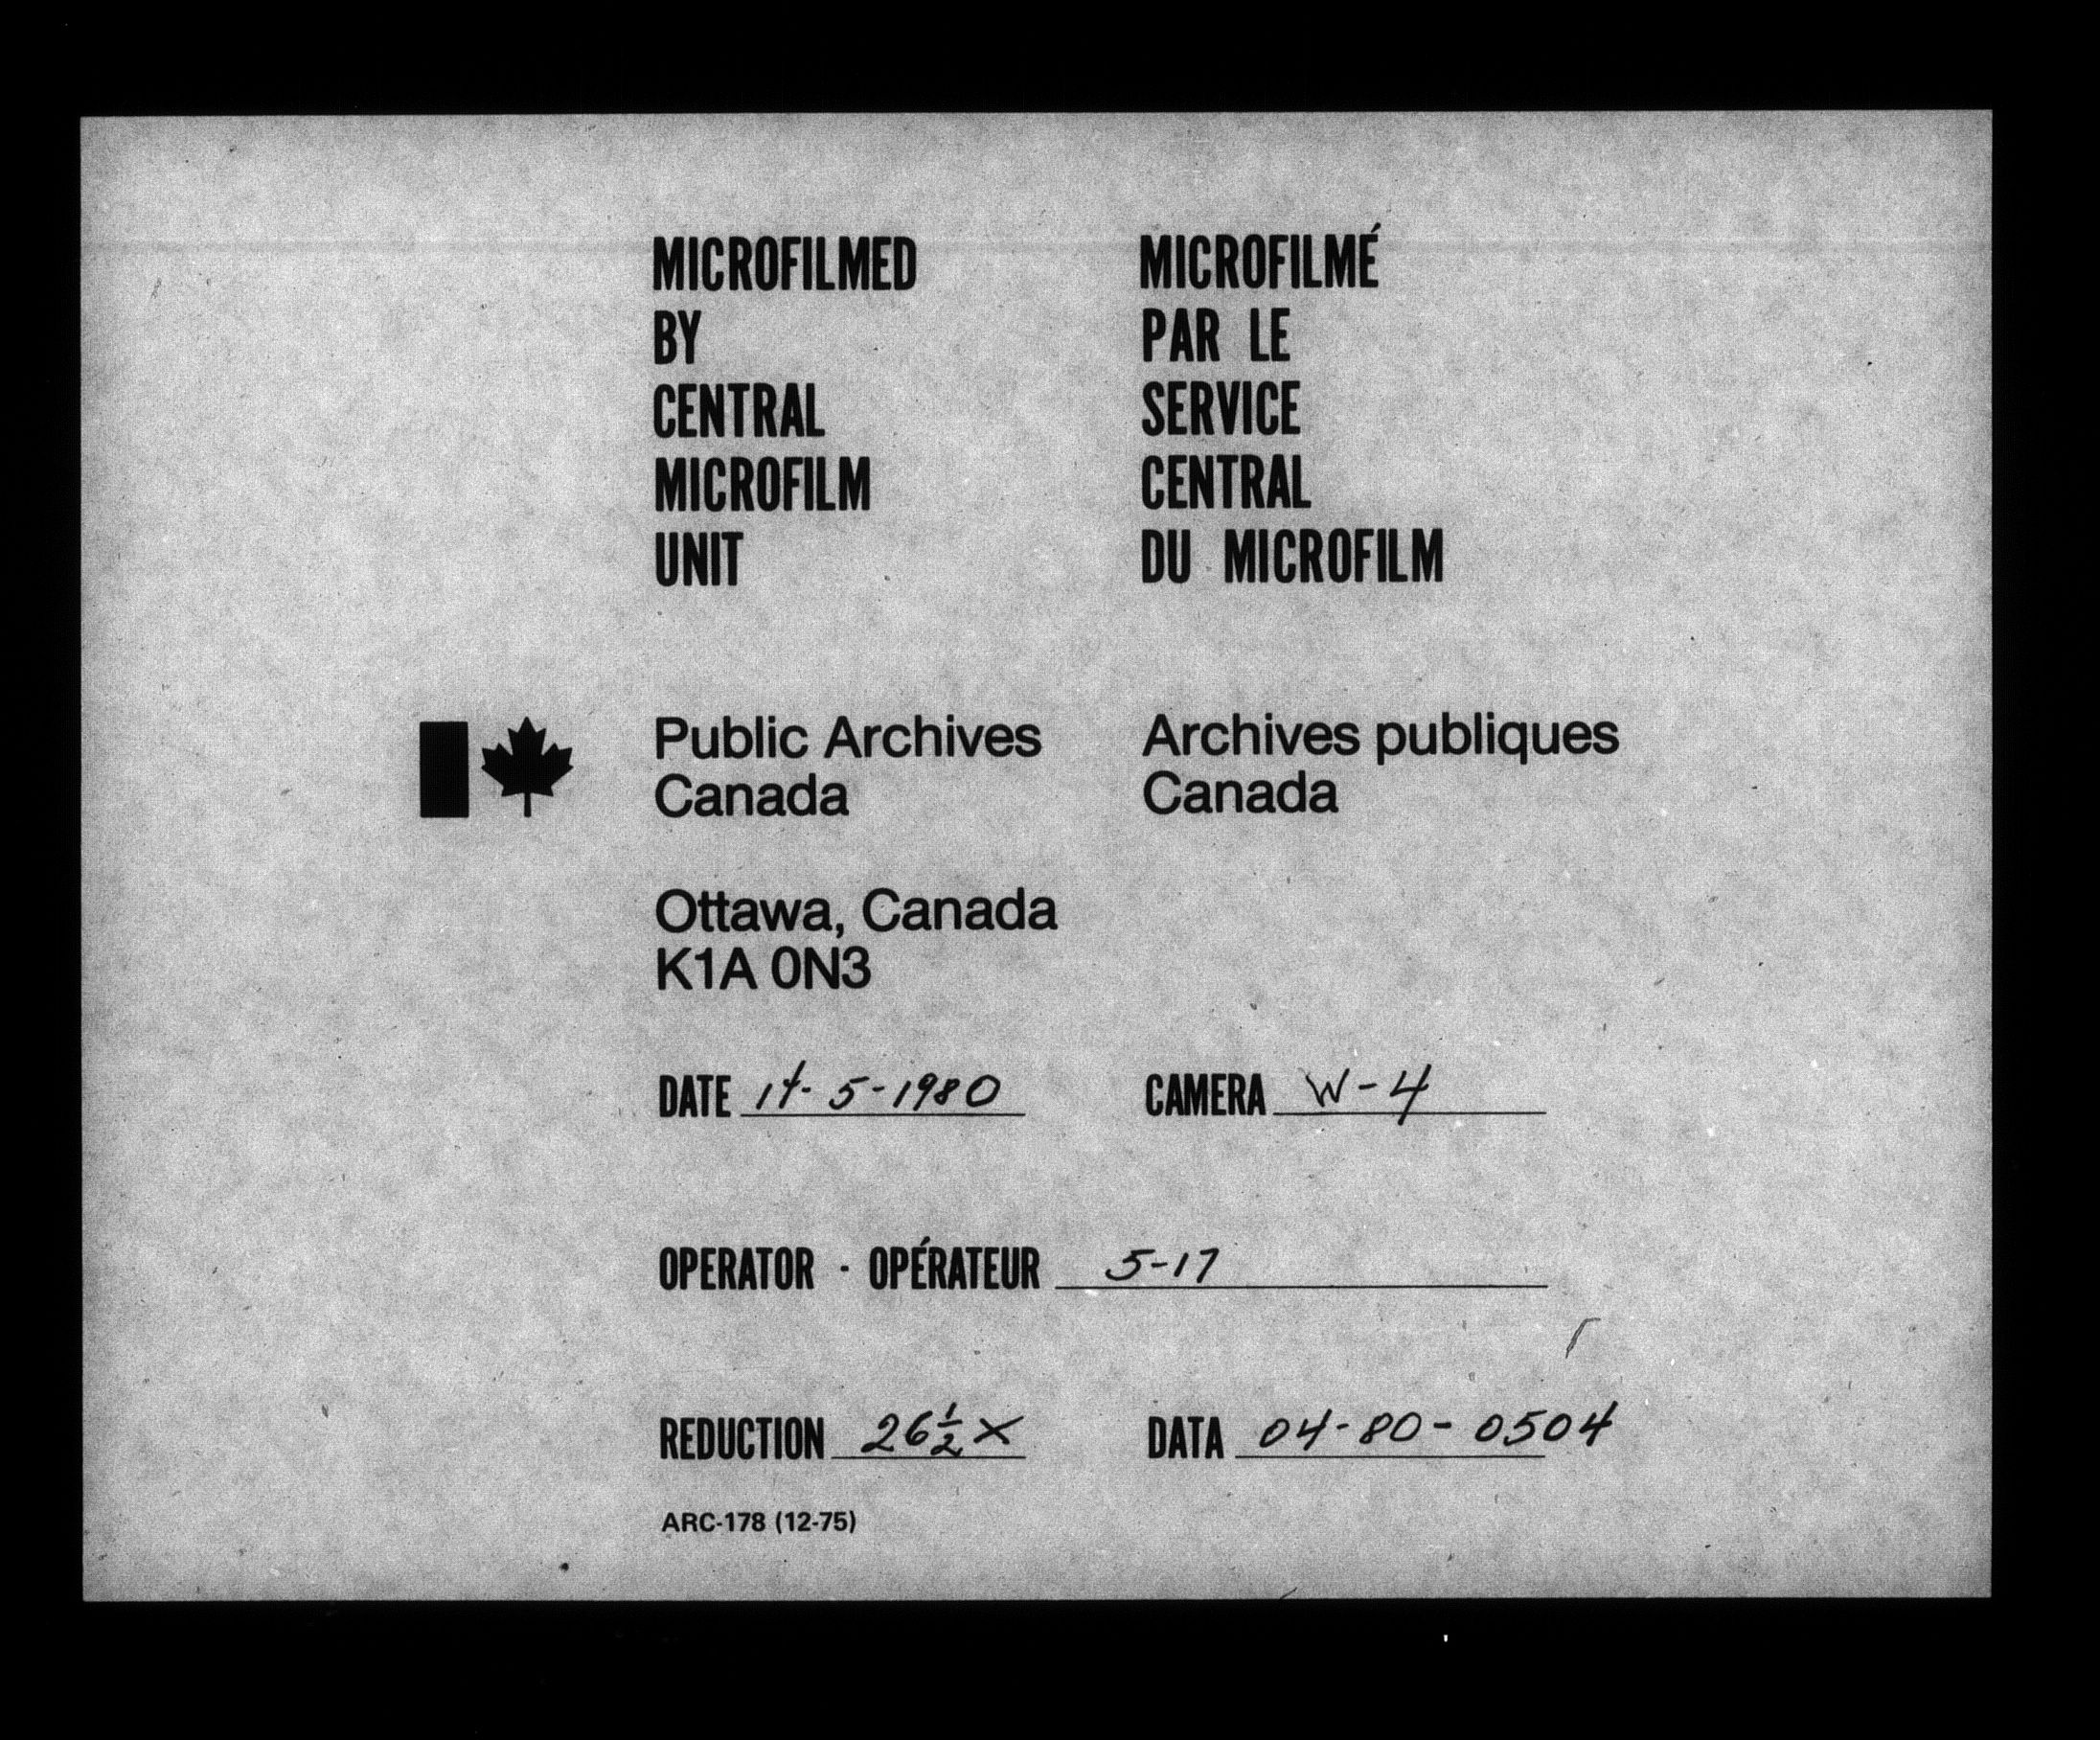 MICROFILMED
BY
CENTRAL
MICROFILM
UNIT
MICROFILMÉ
PAR LE
SERVICE
CENTRAL
DU MICROFILM
Public Archives
Canada
Archives publiques
Canada
Ottawa, Canada
K1A 0N3
DATE 14-5-1980
CAMERA W-4
OPERATOR - OPÉRATEUR 5-17
REDUCTION 26½X
DATA 04-80-0504
ARC-178 (12-75)